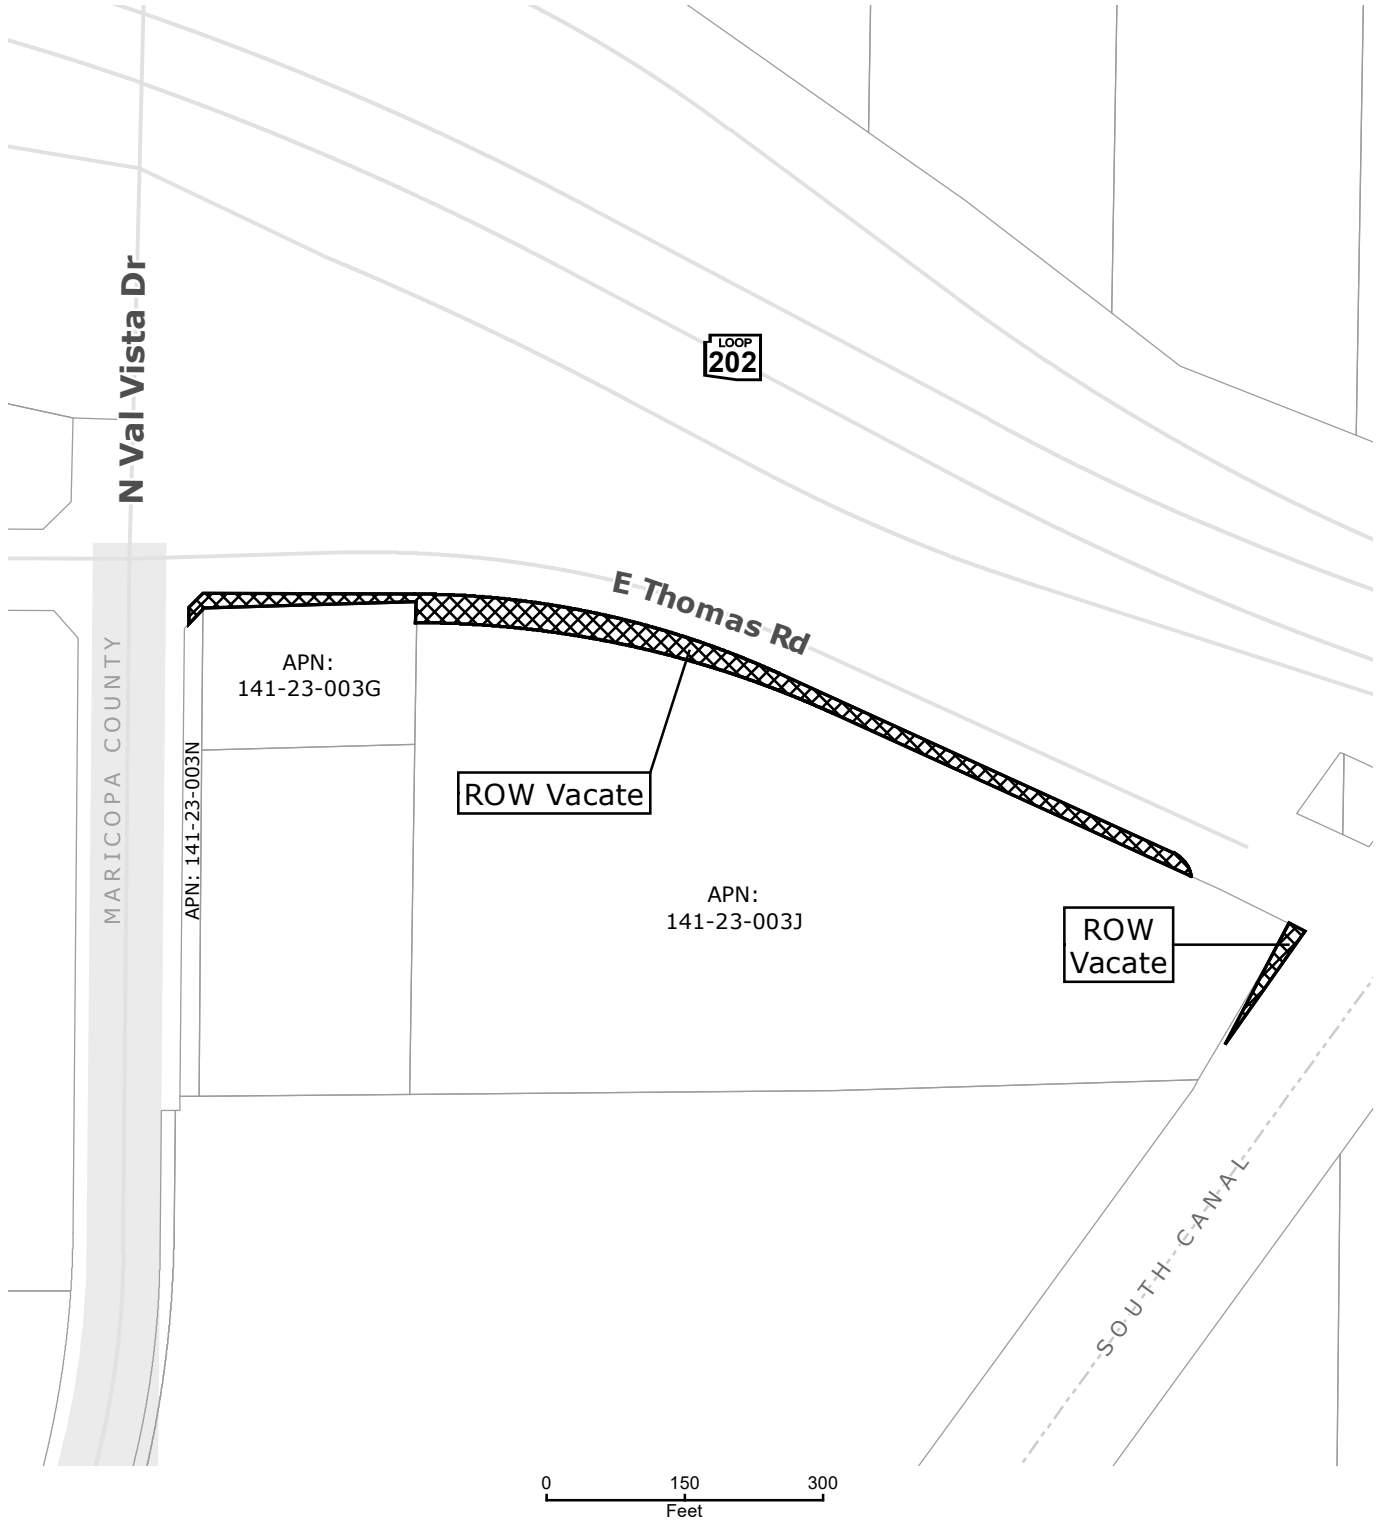 N Val Vista Dr
LOOP
202
E Thomas Rd
APN:
141-23-003G
MARICOPA COUNTY
APN: 141-23-003N
ROW Vacate
APN:
141-23-003J
ROW
Vacate
SOUTH CANAL
0 150 300
Feet